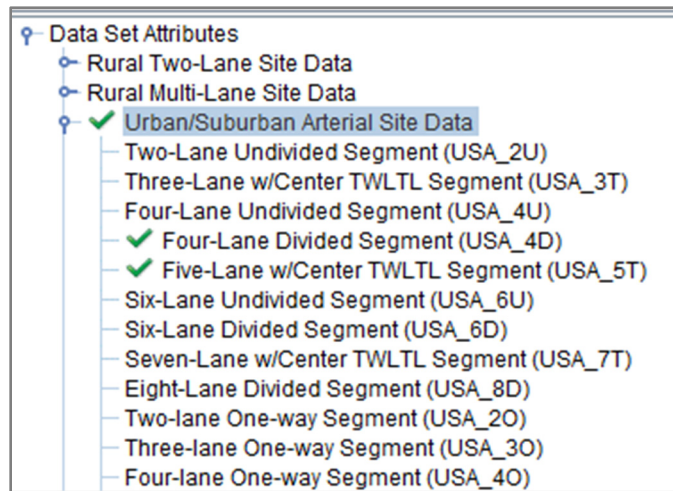 Data Set Attributes
Rural Two-Lane Site Data
Rural Multi-Lane Site Data
Urban/Suburban Arterial Site Data
Two-Lane Undivided Segment (USA_2U)
Three-Lane w/Center TWLTL Segment (USA_3T)
Four-Lane Undivided Segment (USA_4U)
Four-Lane Divided Segment (USA_4D)
Five-Lane w/Center TWLTL Segment (USA_5T)
Six-Lane Undivided Segment (USA_6U)
Six-Lane Divided Segment (USA_6D)
Seven-Lane w/Center TWLTL Segment (USA_7T)
Eight-Lane Divided Segment (USA_8D)
Two-lane One-way Segment (USA_2O)
Three-lane One-way Segment (USA_3O)
Four-lane One-way Segment (USA_4O)